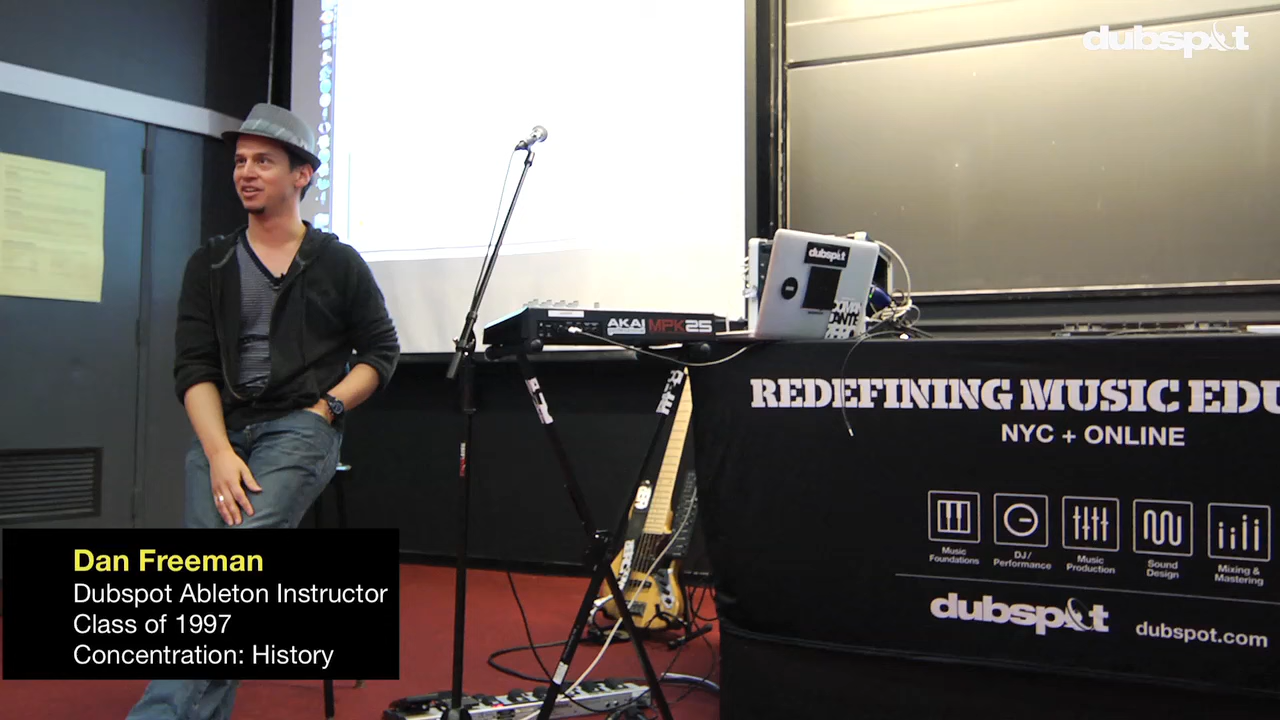 dubspot
dubspot
AKAI
MPK25
REDEFINING MUSIC EDU
NYC + ONLINE
Music
Foundations
DJ/
Performance
Music
Production
Sound
Design
Mixing &
Mastering
dubspot
dubspot.com
Dan Freeman
Dubspot Ableton Instructor
Class of 1997
Concentration: History